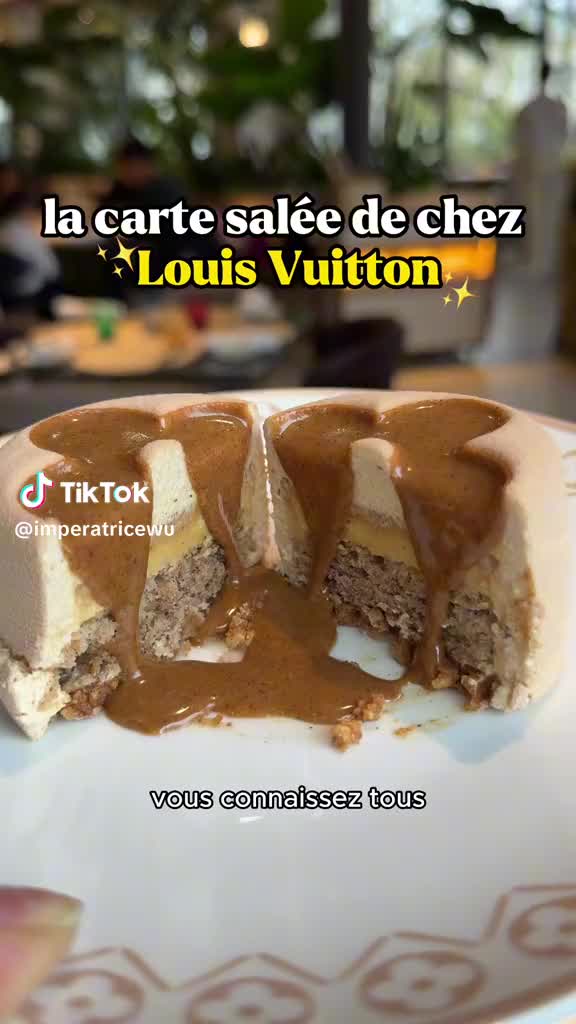 la carte salée de chez
Louis Vuitton
TikTok
@imperatricewu
vous connaissez tous